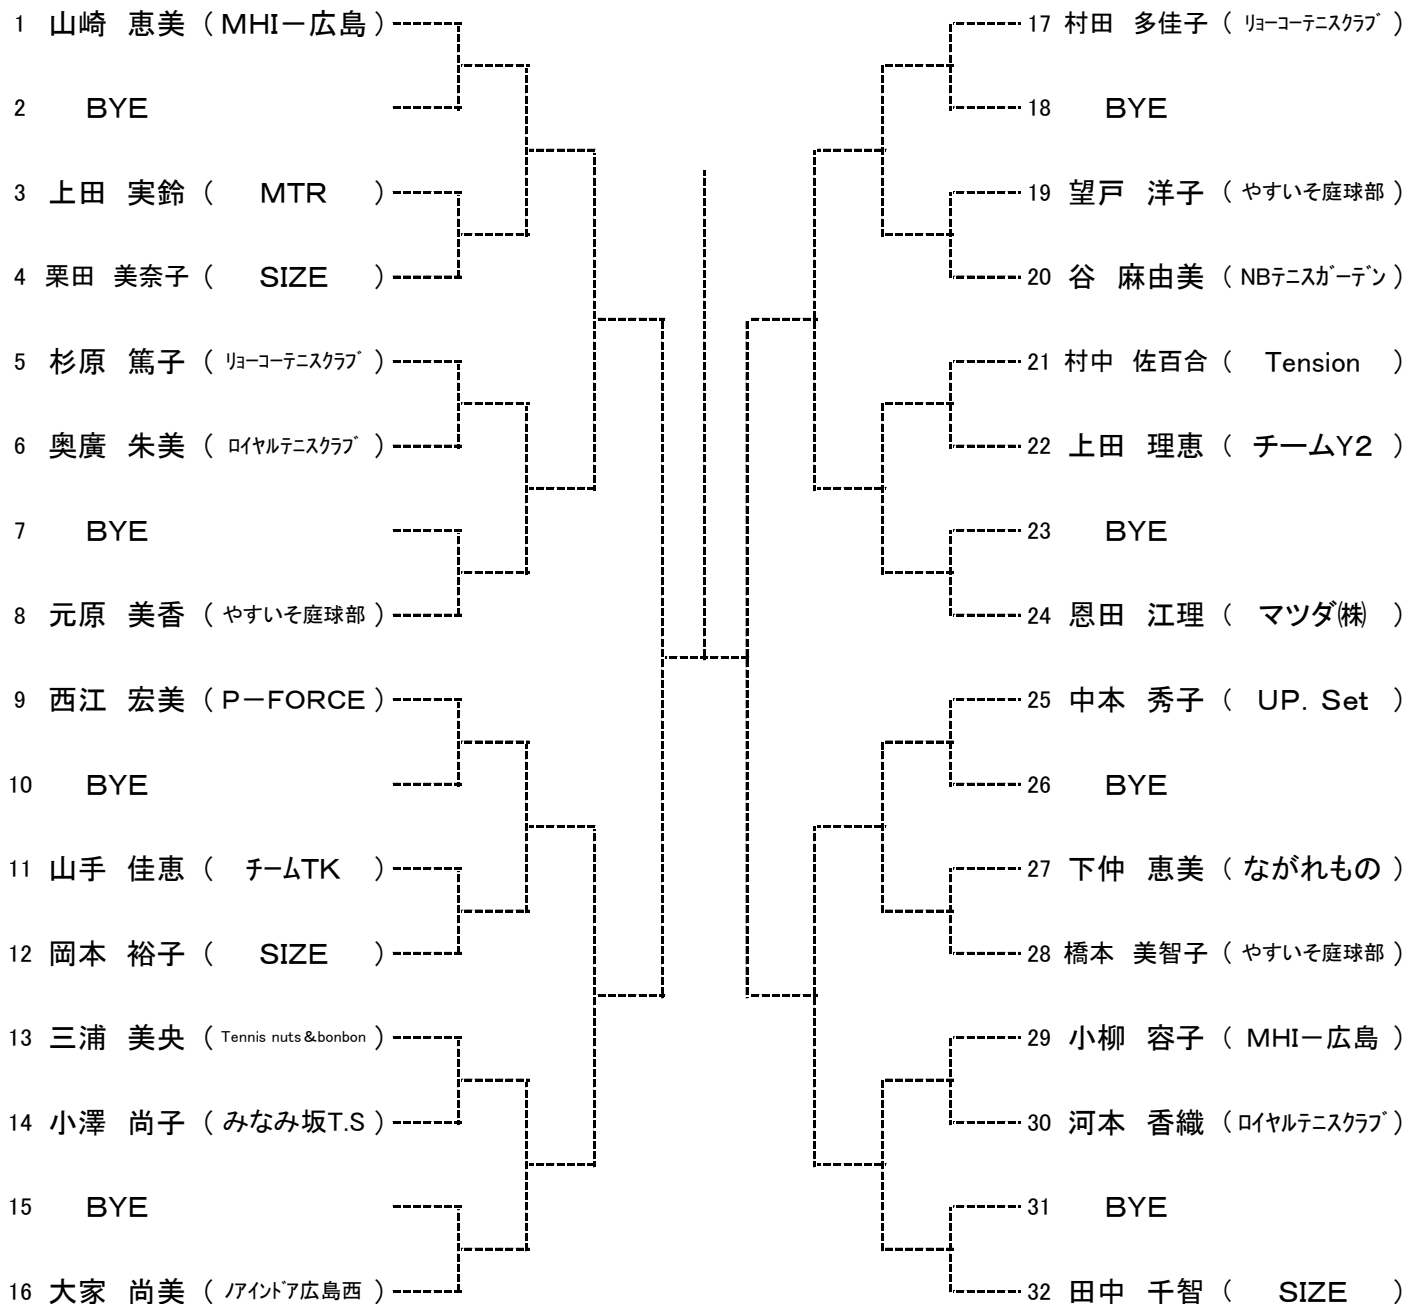 1 山崎 恵美 ( MHI－広島 )
2 BYE
3 上田 実鈴 ( MTR )
4 栗田 美奈子 ( SIZE )
5 杉原 篤子 ( ﾘｮｰｺｰﾃﾆｽｸﾗﾌﾞ )
6 奥廣 朱美 ( ﾛｲﾔﾙﾃﾆｽｸﾗﾌﾞ )
7 BYE
8 元原 美香 ( やすいそ庭球部 )
9 西江 宏美 ( P－FORCE )
10 BYE
11 山手 佳恵 ( ﾁｰﾑTK )
12 岡本 裕子 ( SIZE )
13 三浦 美央 ( Tennis nuts&bonbon )
14 小澤 尚子 ( みなみ坂T.S )
15 BYE
16 大家 尚美 ( ﾉｱｲﾝﾄﾞｱ広島西 )
17 村田 多佳子 ( ﾘｮｰｺｰﾃﾆｽｸﾗﾌﾞ )
18 BYE
19 望戸 洋子 ( やすいそ庭球部 )
20 谷 麻由美 ( NBﾃﾆｽｶﾞｰﾃﾞﾝ )
21 村中 佐百合 ( Tension )
22 上田 理恵 ( チームY2 )
23 BYE
24 恩田 江理 ( マツダ㈱ )
25 中本 秀子 ( UP. Set )
26 BYE
27 下仲 恵美 ( ながれもの )
28 橋本 美智子 ( やすいそ庭球部 )
29 小柳 容子 ( MHI－広島 )
30 河本 香織 ( ﾛｲﾔﾙﾃﾆｽｸﾗﾌﾞ )
31 BYE
32 田中 千智 ( SIZE )